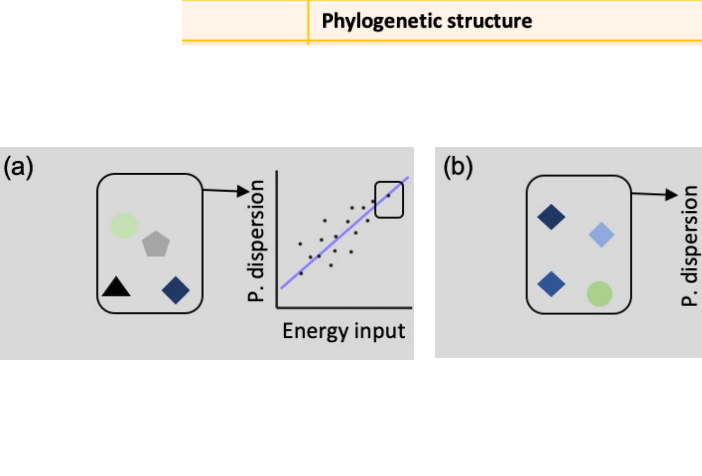 Phylogenetic structure
(a)
P. dispersion
Energy input
(b)
P. dispersion